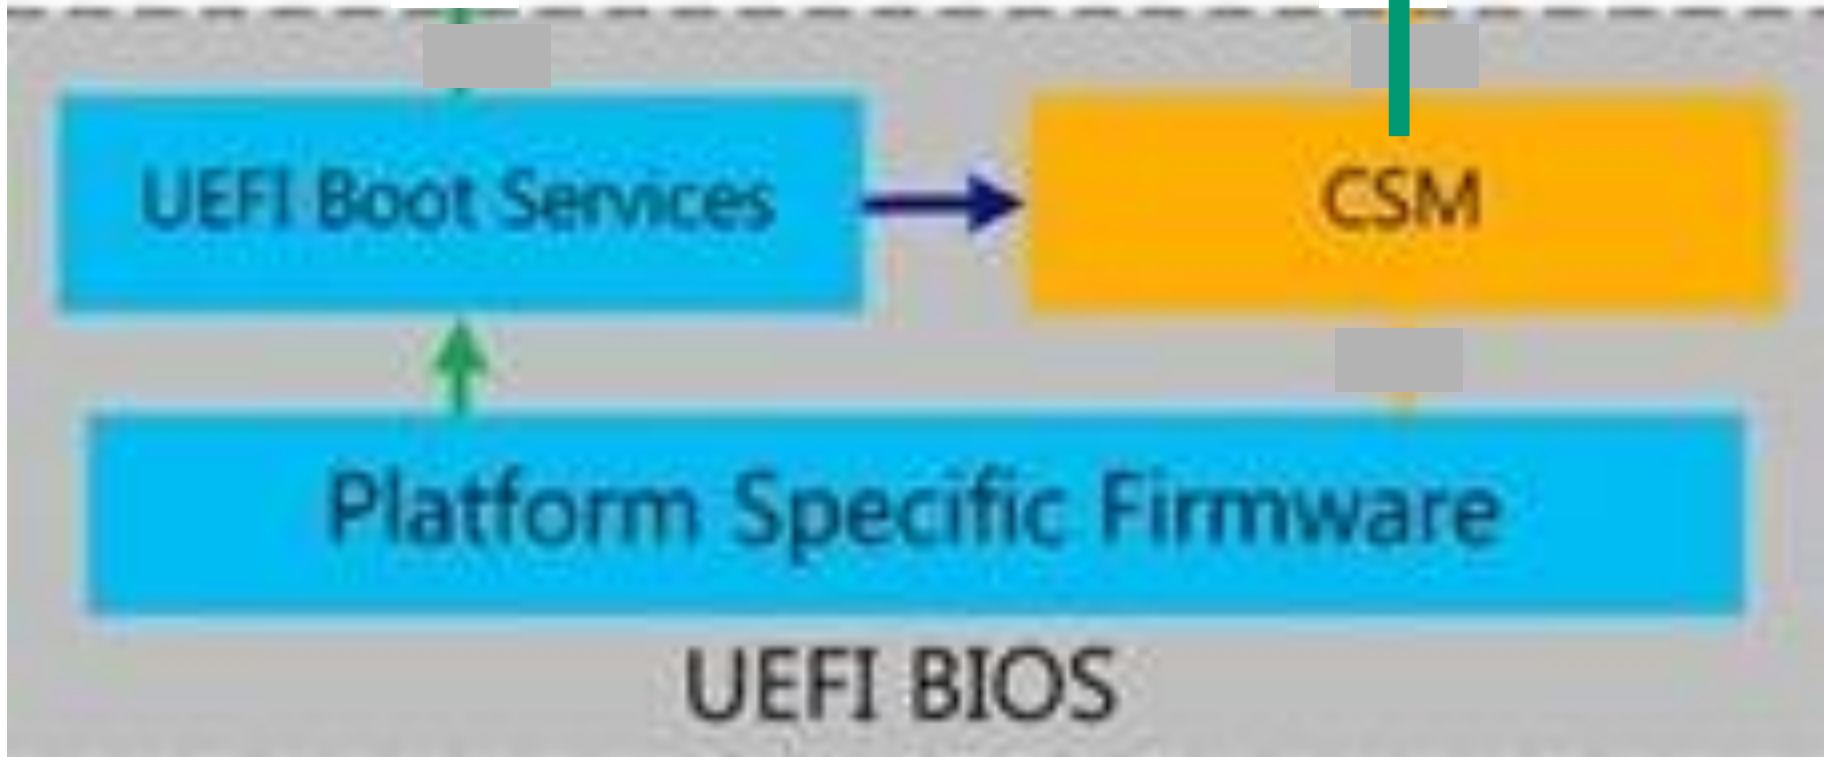 UEFI Boot Services
CSM
Platform Specific Firmware
UEFI BIOS